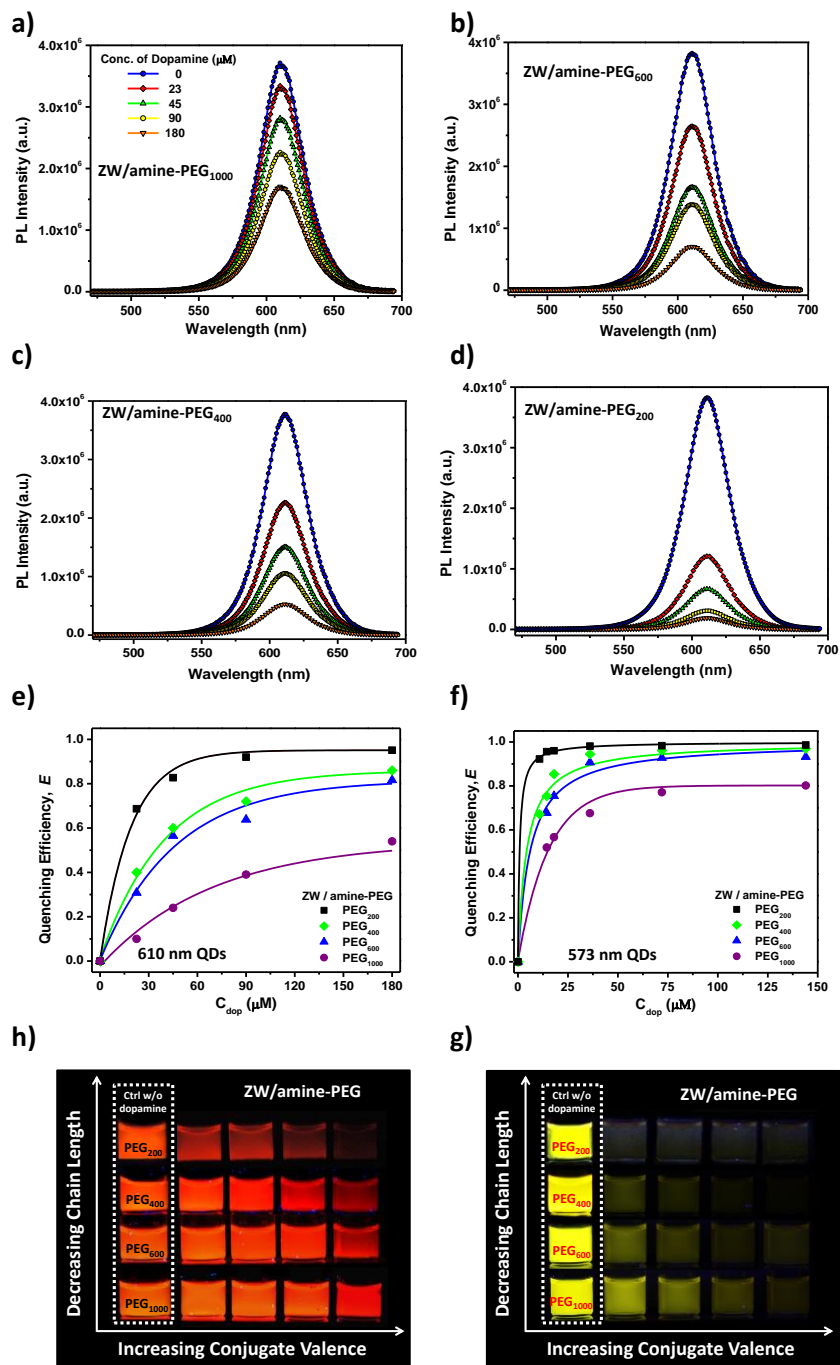 a)
4.0x10⁶
3.0x10⁶
2.0x10⁶
1.0x10⁶
0.0
PL Intensity (a.u.)
Conc. of Dopamine (μM)
0
23
45
90
180
ZW/amine-PEG₁₀₀₀
500 550 600 650 700
Wavelength (nm)
b)
4x10⁶
3x10⁶
2x10⁶
1x10⁶
0
PL Intensity (a.u.)
ZW/amine-PEG₆₀₀
500 550 600 650 700
Wavelength (nm)
c)
4.0x10⁶
3.0x10⁶
2.0x10⁶
1.0x10⁶
0.0
PL Intensity (a.u.)
ZW/amine-PEG₄₀₀
500 550 600 650 700
Wavelength (nm)
d)
4.0x10⁶
3.0x10⁶
2.0x10⁶
1.0x10⁶
0.0
PL Intensity (a.u.)
ZW/amine-PEG₂₀₀
500 550 600 650 700
Wavelength (nm)
e)
1.0
0.8
0.6
0.4
0.2
0.0
Quenching Efficiency, E
ZW / amine-PEG
PEG₂₀₀
PEG₄₀₀
PEG₆₀₀
PEG₁₀₀₀
610 nm QDs
0 30 60 90 120 150 180
C_dop (μM)
f)
1.0
0.8
0.6
0.4
0.2
0.0
Quenching Efficiency, E
ZW / amine-PEG
PEG₂₀₀
PEG₄₀₀
PEG₆₀₀
PEG₁₀₀₀
573 nm QDs
0 25 50 75 100 125 150
C_dop (μM)
h)
Decreasing Chain Length
Ctrl w/o
dopamine
ZW/amine-PEG
PEG₂₀₀
PEG₄₀₀
PEG₆₀₀
PEG₁₀₀₀
Increasing Conjugate Valence
g)
Decreasing Chain Length
Ctrl w/o
dopamine
ZW/amine-PEG
PEG₂₀₀
PEG₄₀₀
PEG₆₀₀
PEG₁₀₀₀
Increasing Conjugate Valence